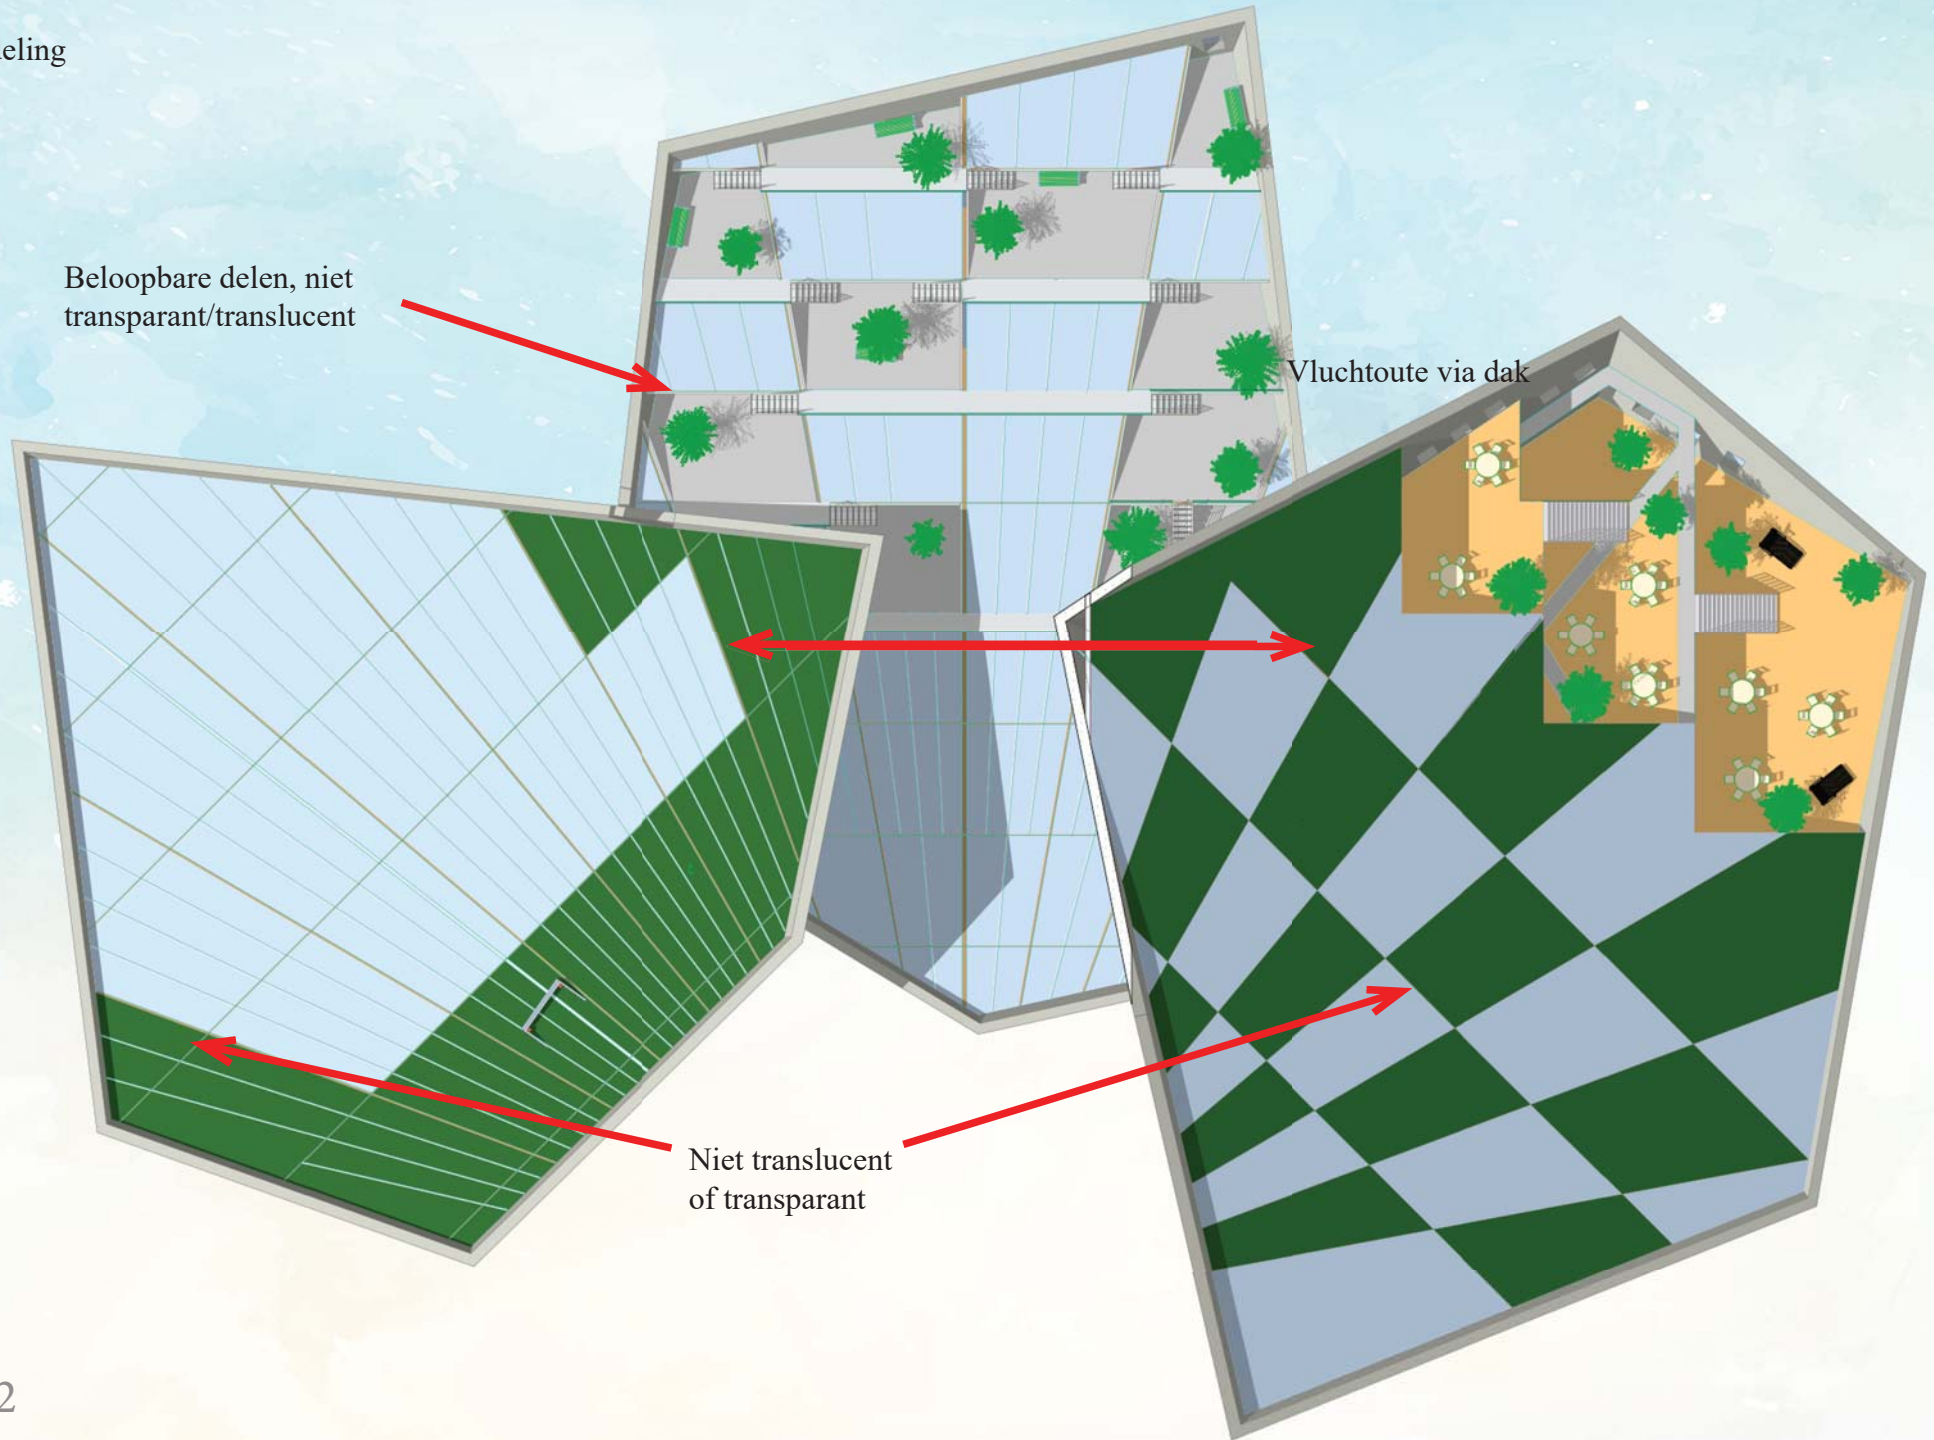 eling
Beloopbare delen, niet
transparant/translucent
Vluchtoute via dak
Niet translucent
of transparant
2